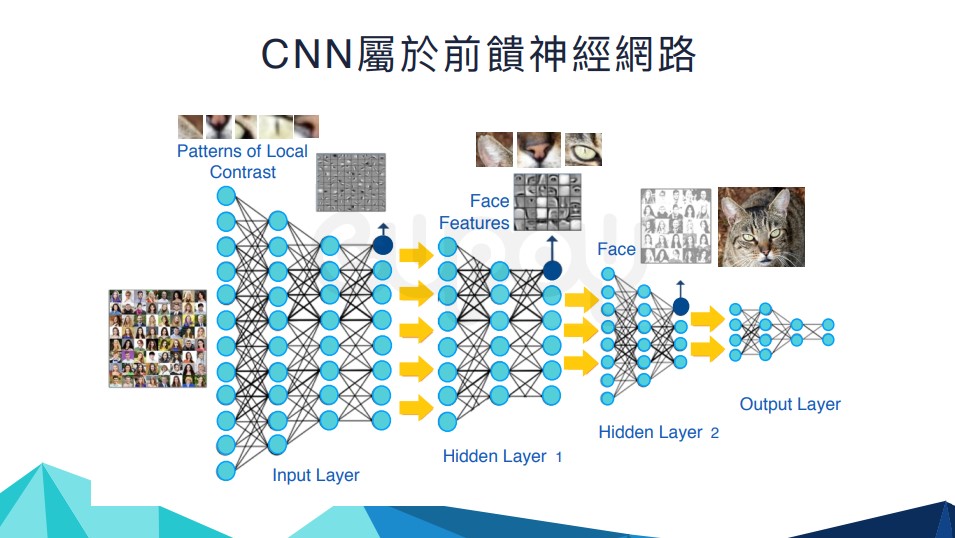 CNN屬於前饋神經網路
Patterns of Local
Contrast
Face
Features
Face
Input Layer
Hidden Layer 1
Hidden Layer 2
Output Layer